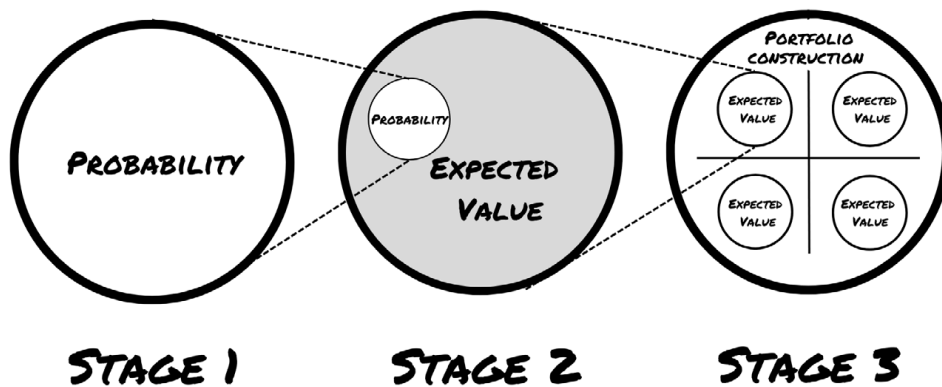 PROBABILITY
PROBABILITY
EXPECTED
VALUE
PORTFOLIO
CONSTRUCTION
EXPECTED
VALUE
EXPECTED
VALUE
EXPECTED
VALUE
EXPECTED
VALUE
STAGE 1
STAGE 2
STAGE 3